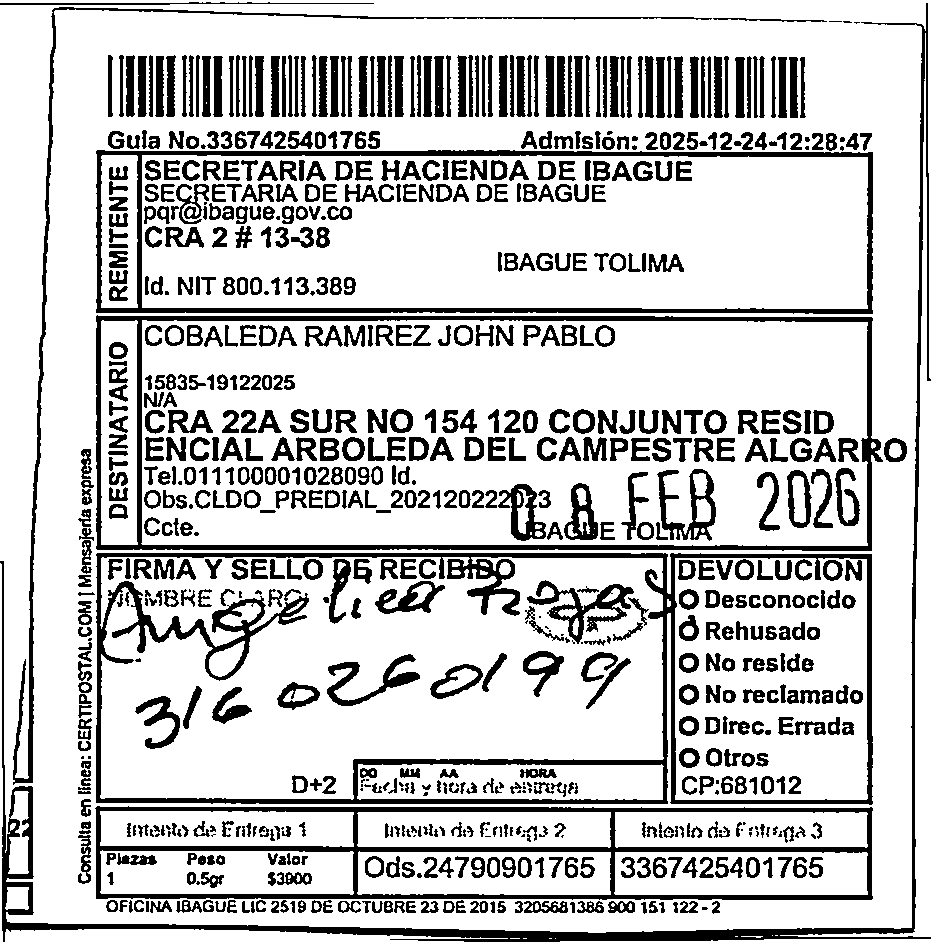 Guia No.3367425401765 Admisión: 2025-12-24-12:28:47
REMITENTE
SECRETARIA DE HACIENDA DE IBAGUE
SECRETARIA DE HACIENDA DE IBAGUE
pqr@ibague.gov.co
CRA 2 # 13-38
IBAGUE TOLIMA
Id. NIT 800.113.389
DESTINATARIO
COBALEDA RAMIREZ JOHN PABLO
15835-19122025
N/A
CRA 22A SUR NO 154 120 CONJUNTO RESID
ENCIAL ARBOLEDA DEL CAMPESTRE ALGARRO
Tel.011100001028090 Id.
Obs.CLDO_PREDIAL_202120222023
08 FEB 2026
Ccte. IBAGUE TOLIMA
Consulta en linea: CERTIPOSTAL.COM | Mensajería expresa
FIRMA Y SELLO DE RECIBIDO
NOMBRE CLARO
Angelica Rojas
3160260199
D+2
DD MM AA HORA
Fecha y hora de entrega
DEVOLUCION
Desconocido
Rehusado
No reside
No reclamado
Direc. Errada
Otros
CP:681012
Intento de Entrega 1 Intento de Entrega 2 Intento de Entrega 3
Piezas Peso Valor
1 0.5gr $3900
Ods.24790901765 3367425401765
OFICINA IBAGUE LIC 2519 DE OCTUBRE 23 DE 2015 3205681386 900 151 122 - 2
22